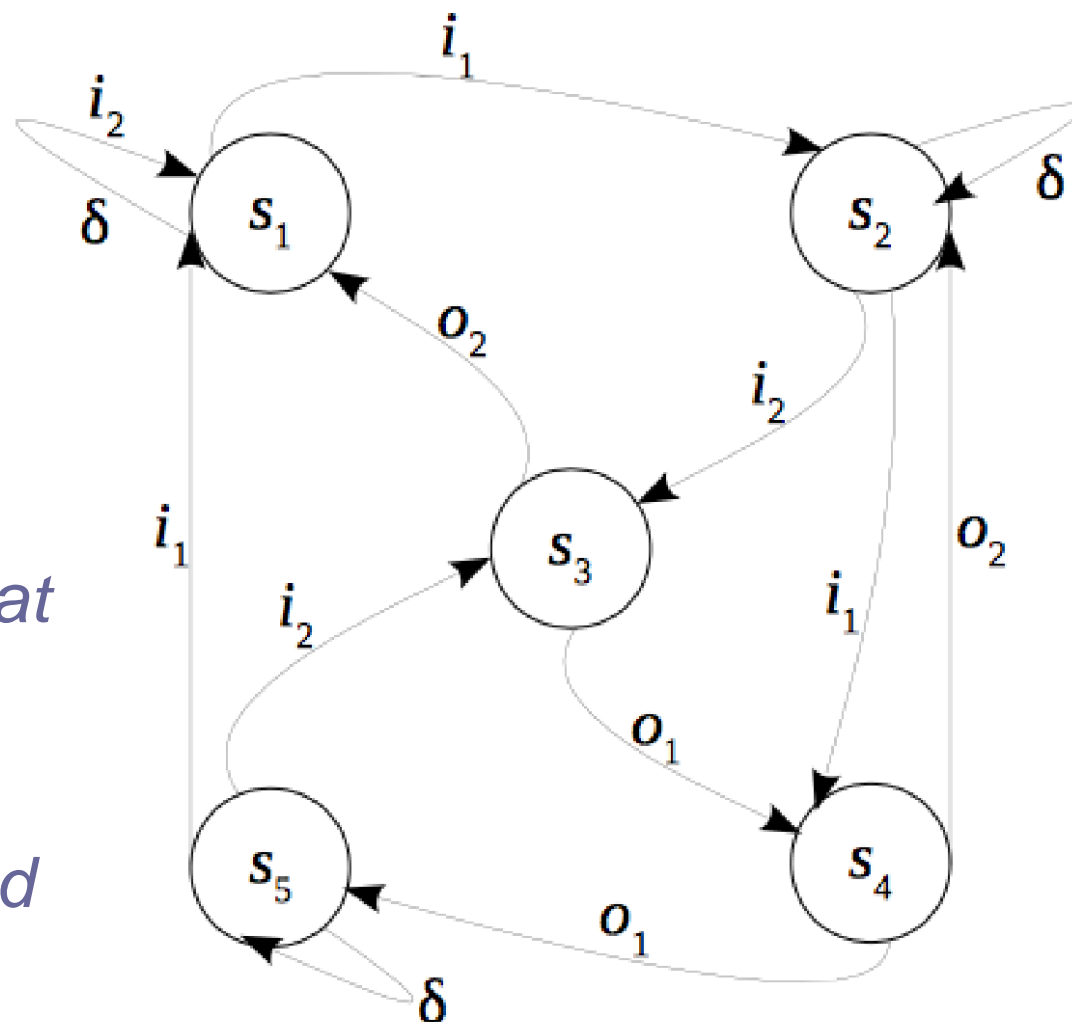 i₁
i₂
δ
s₁
s₂
δ
o₂
i₂
i₁
s₃
o₂
at
i₂
i₁
o₁
s₅
s₄
d
o₁
δ